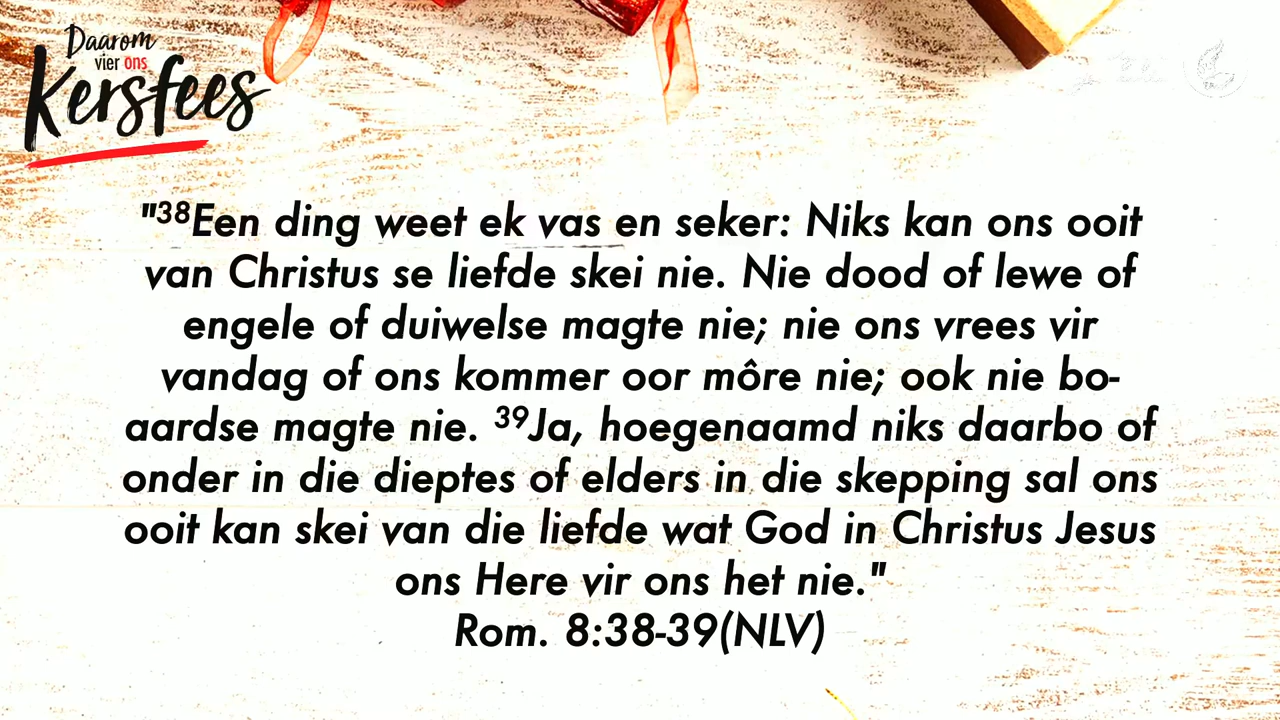 Daarom
vier ons
Kersfees
"³⁸Een ding weet ek vas en seker: Niks kan ons ooit
van Christus se liefde skei nie. Nie dood of lewe of
engele of duiwelse magte nie; nie ons vrees vir
vandag of ons kommer oor môre nie; ook nie bo-
aardse magte nie. ³⁹Ja, hoegenaamd niks daarbo of
onder in die dieptes of elders in die skepping sal ons
ooit kan skei van die liefde wat God in Christus Jesus
ons Here vir ons het nie."
Rom. 8:38-39(NLV)